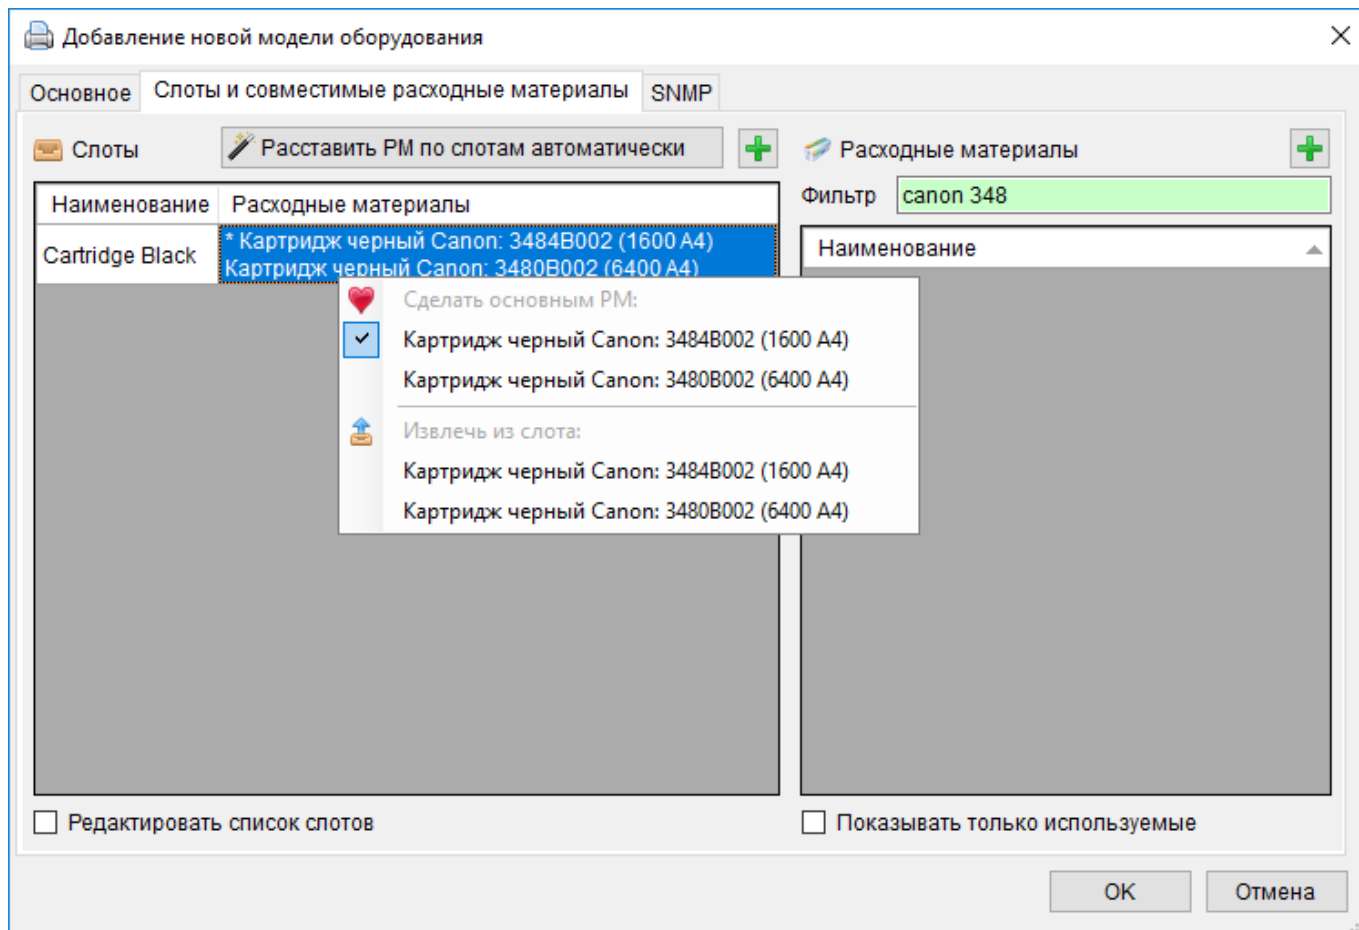 Добавление новой модели оборудования
Основное Слоты и совместимые расходные материалы SNMP
Слоты Расставить РМ по слотам автоматически
Расходные материалы
Фильтр canon 348
Наименование Расходные материалы
Наименование
Cartridge Black
* Картридж черный Canon: 3484B002 (1600 A4)
Картридж черный Canon: 3480B002 (6400 A4)
Сделать основным РМ:
Картридж черный Canon: 3484B002 (1600 A4)
Картридж черный Canon: 3480B002 (6400 A4)
Извлечь из слота:
Картридж черный Canon: 3484B002 (1600 A4)
Картридж черный Canon: 3480B002 (6400 A4)
Редактировать список слотов
Показывать только используемые
OK Отмена